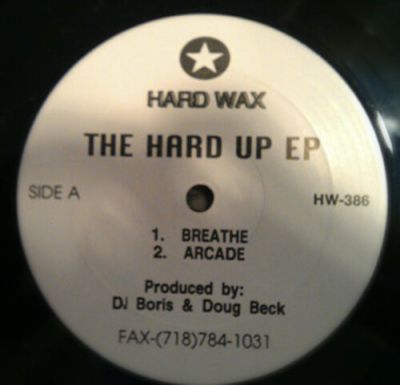 HARD WAX
THE HARD UP EP
SIDE A
HW-386
1. BREATHE
2. ARCADE
Produced by:
DJ Boris & Doug Beck
FAX-(718)784-1031